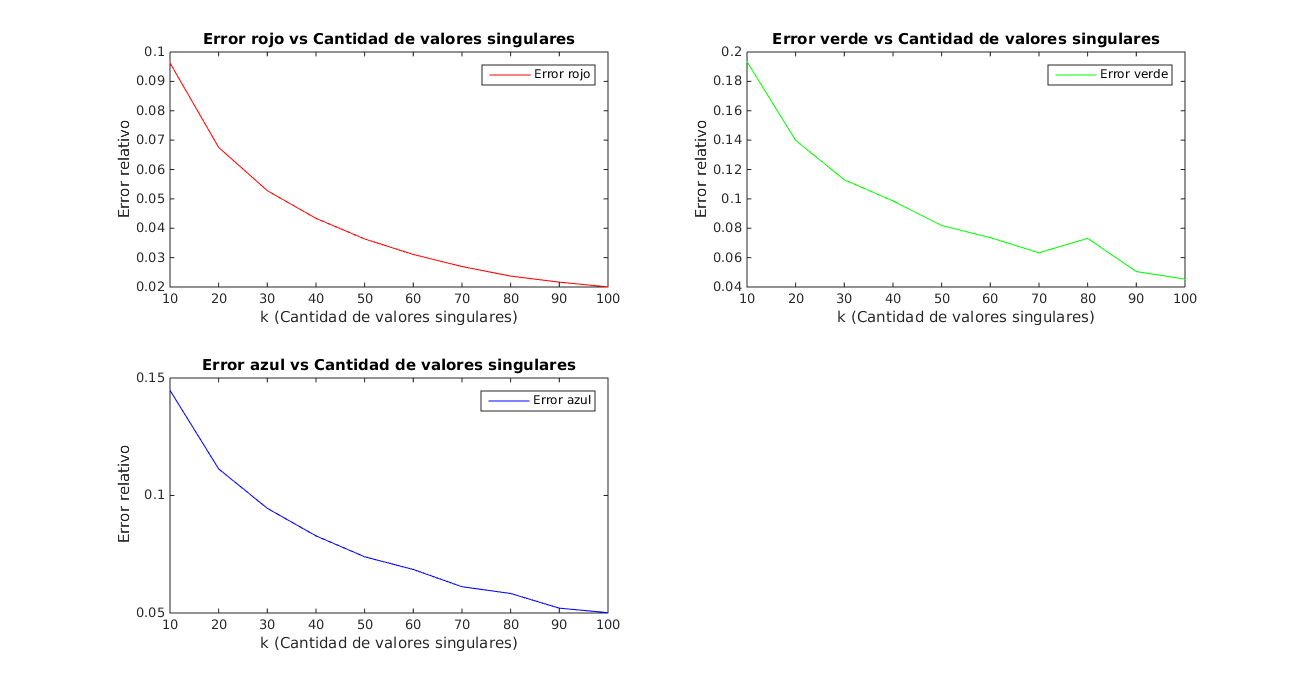 Error rojo vs Cantidad de valores singulares
0.1
0.09
0.08
0.07
0.06
0.05
0.04
0.03
0.02
Error relativo
Error rojo
10 20 30 40 50 60 70 80 90 100
k (Cantidad de valores singulares)
Error verde vs Cantidad de valores singulares
0.2
0.18
0.16
0.14
0.12
0.1
0.08
0.06
0.04
Error relativo
Error verde
10 20 30 40 50 60 70 80 90 100
k (Cantidad de valores singulares)
Error azul vs Cantidad de valores singulares
0.15
0.1
0.05
Error relativo
Error azul
10 20 30 40 50 60 70 80 90 100
k (Cantidad de valores singulares)